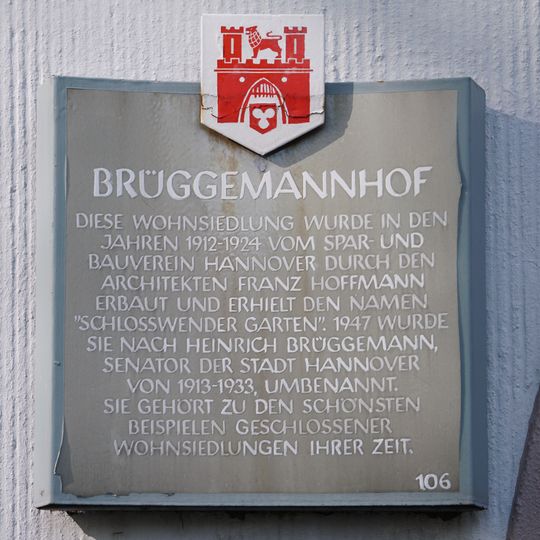 BRÜGGEMANNHOF
DIESE WOHNSIEDLUNG WURDE IN DEN
JAHREN 1912-1924 VOM SPAR- UND
BAUVEREIN HANNOVER DURCH DEN
ARCHITEKTEN FRANZ HOFFMANN
ERBAUT UND ERHIELT DEN NAMEN
"SCHLOSSWENDER GARTEN". 1947 WURDE
SIE NACH HEINRICH BRÜGGEMANN,
SENATOR DER STADT HANNOVER
VON 1913-1933, UMBENANNT.
SIE GEHÖRT ZU DEN SCHÖNSTEN
BEISPIELEN GESCHLOSSENER
WOHNSIEDLUNGEN IHRER ZEIT.
106